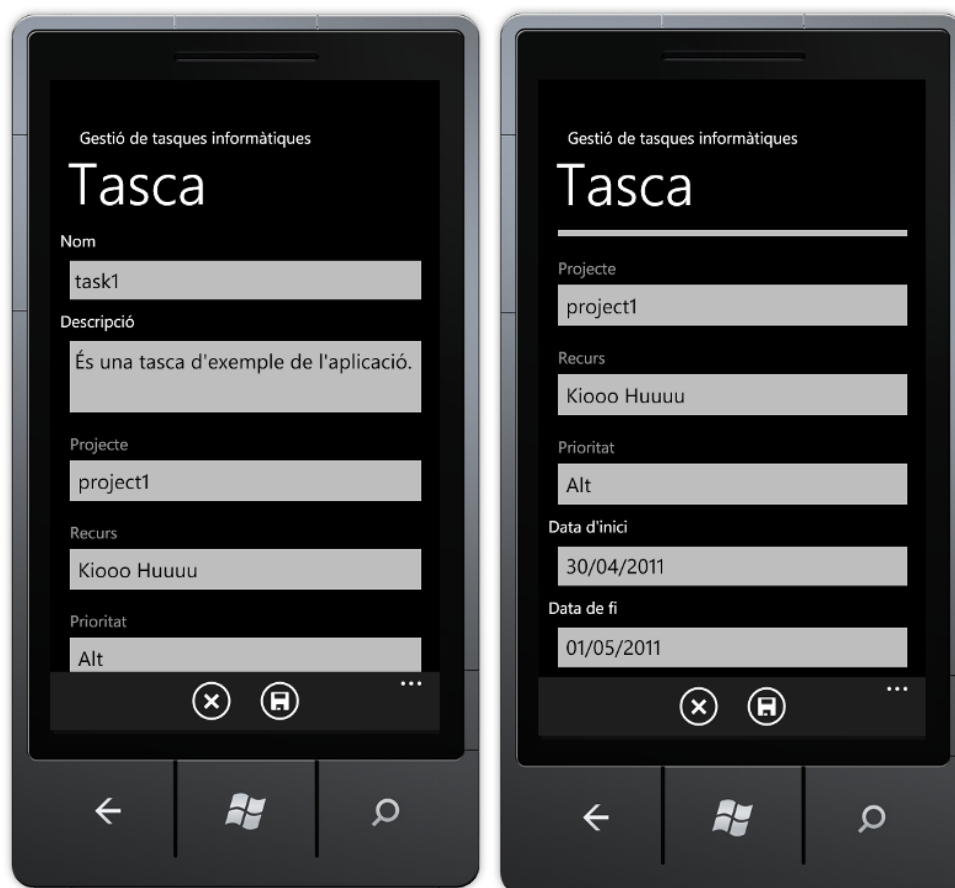 Gestió de tasques informàtiques
Tasca
Nom
task1
Descripció
És una tasca d'exemple de l'aplicació.
Projecte
project1
Recurs
Kiooo Huuuu
Prioritat
Alt
Gestió de tasques informàtiques
Tasca
Projecte
project1
Recurs
Kiooo Huuuu
Prioritat
Alt
Data d'inici
30/04/2011
Data de fi
01/05/2011